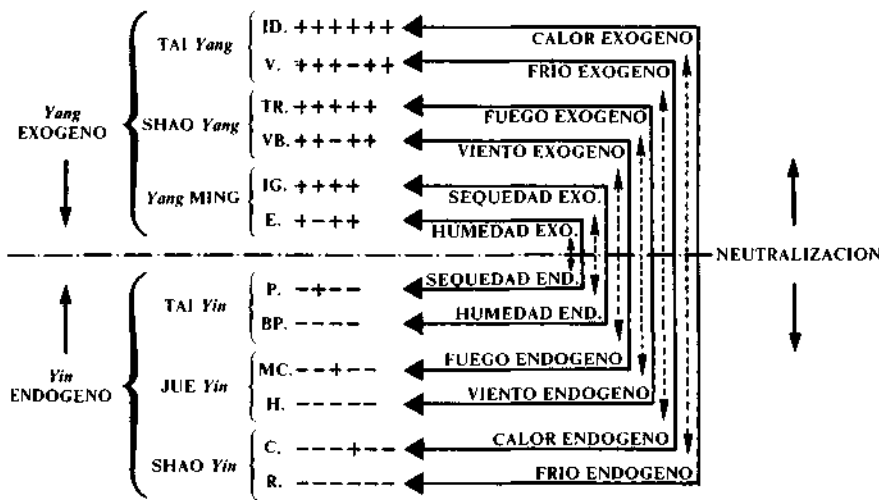 ID. + + + + + +
CALOR EXOGENO
TAI Yang
V. + + + - + +
FRIO EXOGENO
TR. + + + + +
FUEGO EXOGENO
Yang
EXOGENO
SHAO Yang
VB. + + - + +
VIENTO EXOGENO
IG. + + + +
SEQUEDAD EXO.
Yang MING
E. + - + +
HUMEDAD EXO.
NEUTRALIZACION
P. - + - -
SEQUEDAD END.
TAI Yin
BP. - - - -
HUMEDAD END.
MC. - - + - -
FUEGO ENDOGENO
Yin
ENDOGENO
JUE Yin
H. - - - - -
VIENTO ENDOGENO
C. - - - + - -
CALOR ENDOGENO
SHAO Yin
R. - - - - - -
FRIO ENDOGENO